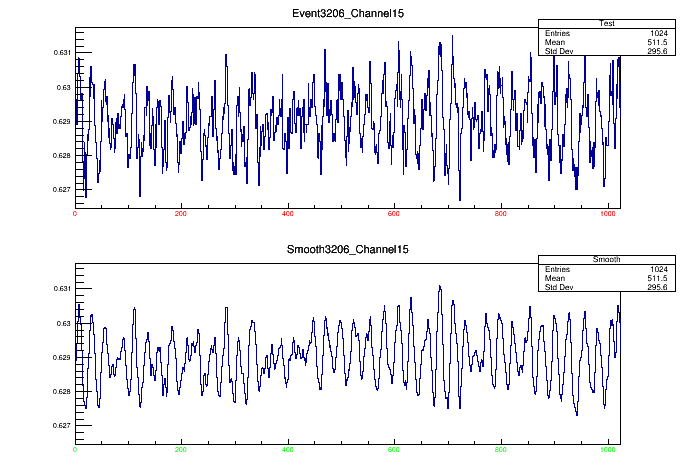 Event3206_Channel15
Test
Entries 1024
Mean 511.5
Std Dev 295.6
0.631
0.63
0.629
0.628
0.627
0 200 400 600 800 1000
Smooth3206_Channel15
Smooth
Entries 1024
Mean 511.5
Std Dev 295.6
0.631
0.63
0.629
0.628
0.627
0 200 400 600 800 1000